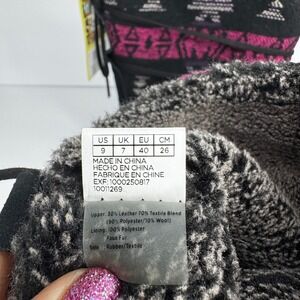 US UK EU CM
9 7 40 26
MADE IN CHINA
HECHO EN CHINA
FABRIQUE EN CHINE
EXF: 1000250817
10011269
Upper: 30% Leather 70% Textile Blend
(90% Polyester/10% Wool)
Lining: 100% Polyester
Faux Fur
Sole: Rubber/Textile